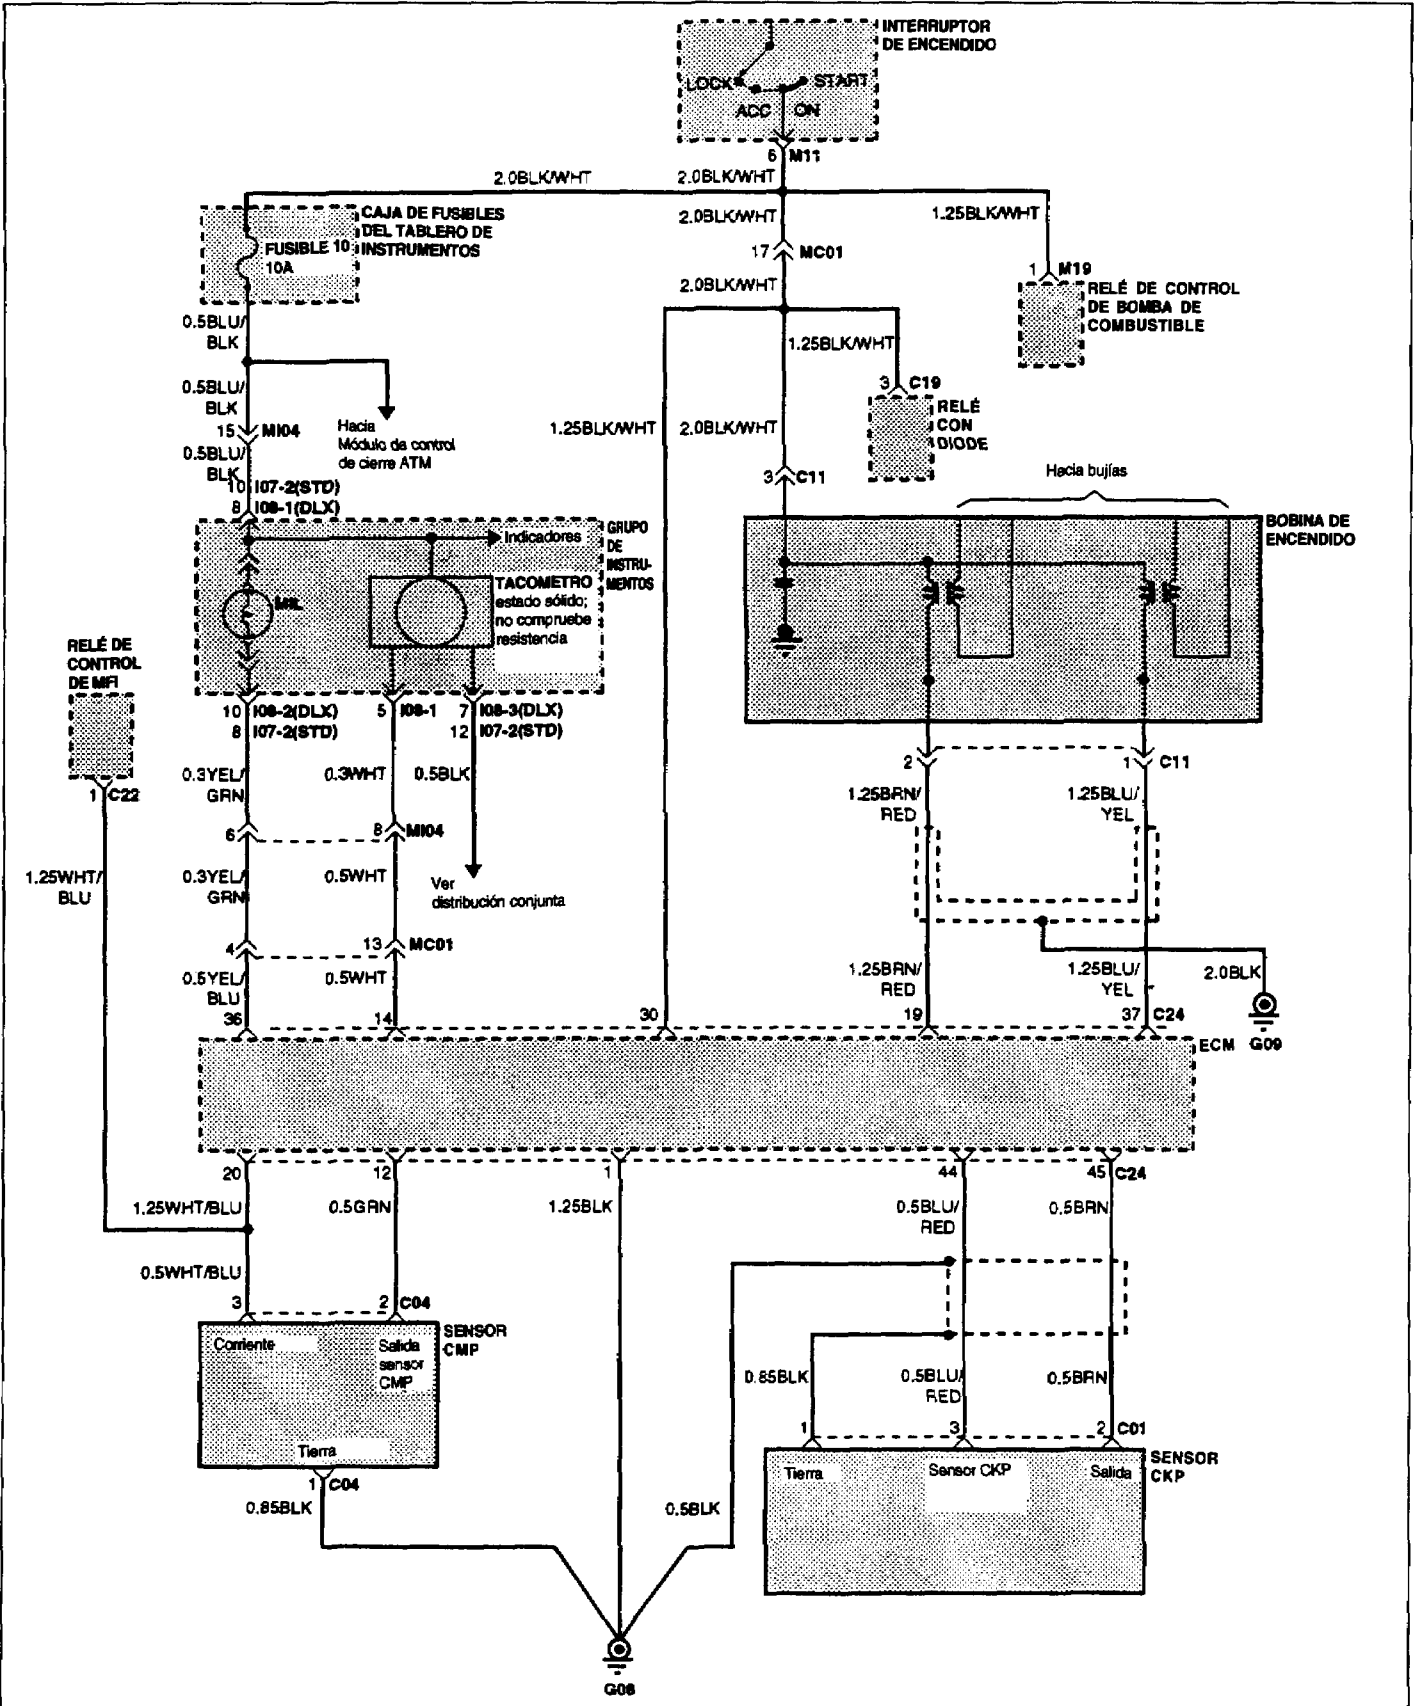 INTERRUPTOR
DE ENCENDIDO
LOCK
START
ACC
ON
6 M11
2.0BLK/WHT
2.0BLK/WHT
2.0BLK/WHT
1.25BLK/WHT
CAJA DE FUSIBLES
DEL TABLERO DE
INSTRUMENTOS
FUSIBLE 10
10A
17 MC01
1 M19
RELÉ DE CONTROL
DE BOMBA DE
COMBUSTIBLE
2.0BLK/WHT
0.5BLU/
BLK
1.25BLK/WHT
3 C19
RELÉ
CON
DIODE
0.5BLU/
BLK
15 MI04
Hacia
Módulo de control
de cierre ATM
1.25BLK/WHT
2.0BLK/WHT
0.5BLU/
BLK
10 I07-2(STD)
8 I08-1(DLX)
3 C11
Hacia bujías
GRUPO
DE
INSTRU-
MENTOS
Indicadores
MIL
TACOMETRO
estado sólido;
no compruebe
resistencia
BOBINA DE
ENCENDIDO
RELÉ DE
CONTROL
DE MFI
10 I08-2(DLX)
8 I07-2(STD)
5 I08-1
7 I08-3(DLX)
12 I07-2(STD)
1 C22
0.3YEL/
GRN
0.3WHT
0.5BLK
2
1 C11
1.25BRN/
RED
1.25BLU/
YEL
6
8 MI04
1.25WHT/
BLU
0.3YEL/
GRN
0.5WHT
Ver
distribución conjunta
4
13 MC01
0.5YEL/
BLU
0.5WHT
1.25BRN/
RED
1.25BLU/
YEL
2.0BLK
36
14
30
19
37 C24
ECM
G09
20
12
1
44
45 C24
1.25WHT/BLU
0.5GRN
1.25BLK
0.5BLU/
RED
0.5BRN
0.5WHT/BLU
3
2 C04
SENSOR
CMP
Corriente
Salida
sensor
CMP
Tierra
1 C04
0.85BLK
0.85BLK
0.5BLU/
RED
0.5BRN
1
3
2 C01
SENSOR
CKP
Tierra
Sensor CKP
Salida
0.5BLK
G08